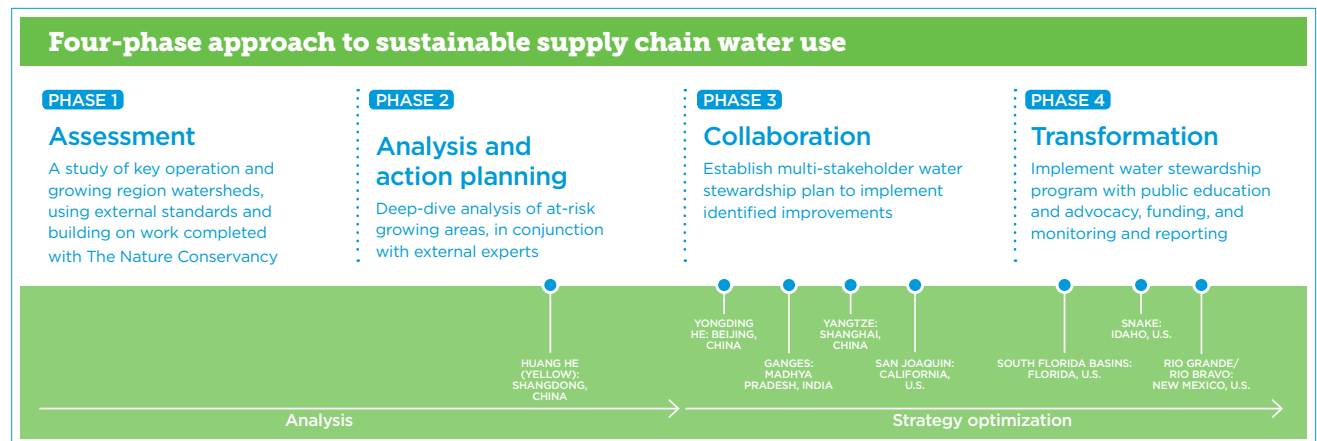 Four-phase approach to sustainable supply chain water use
PHASE 1
Assessment
A study of key operation and
growing region watersheds,
using external standards and
building on work completed
with The Nature Conservancy
PHASE 2
Analysis and
action planning
Deep-dive analysis of at-risk
growing areas, in conjunction
with external experts
PHASE 3
Collaboration
Establish multi-stakeholder water
stewardship plan to implement
identified improvements
PHASE 4
Transformation
Implement water stewardship
program with public education
and advocacy, funding, and
monitoring and reporting
HUANG HE
(YELLOW):
SHANGDONG,
CHINA
YONGDING
HE: BEIJING,
CHINA
GANGES:
MADHYA
PRADESH, INDIA
YANGTZE:
SHANGHAI,
CHINA
SAN JOAQUIN:
CALIFORNIA,
U.S.
SOUTH FLORIDA BASINS:
FLORIDA, U.S.
SNAKE:
IDAHO, U.S.
RIO GRANDE/
RIO BRAVO:
NEW MEXICO, U.S.
Analysis
Strategy optimization